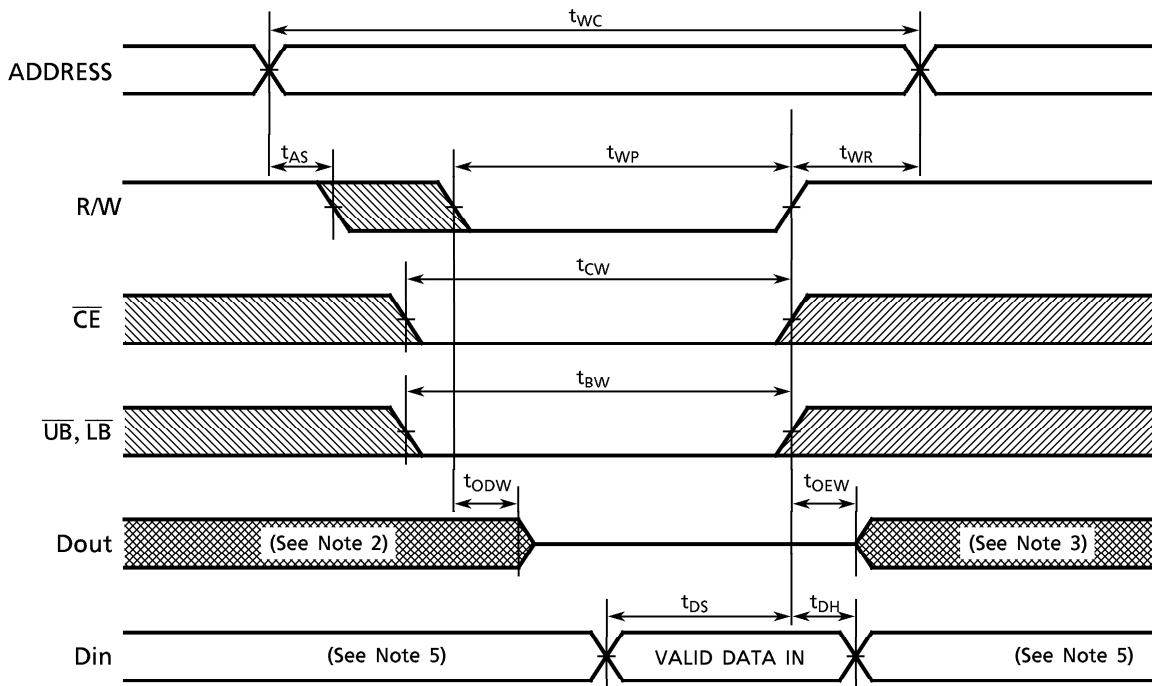 tWC
ADDRESS
tAS
tWP
tWR
R/W
tCW
CE
tBW
UB, LB
tODW
tOEW
Dout
(See Note 2)
(See Note 3)
tDS
tDH
Din
(See Note 5)
VALID DATA IN
(See Note 5)